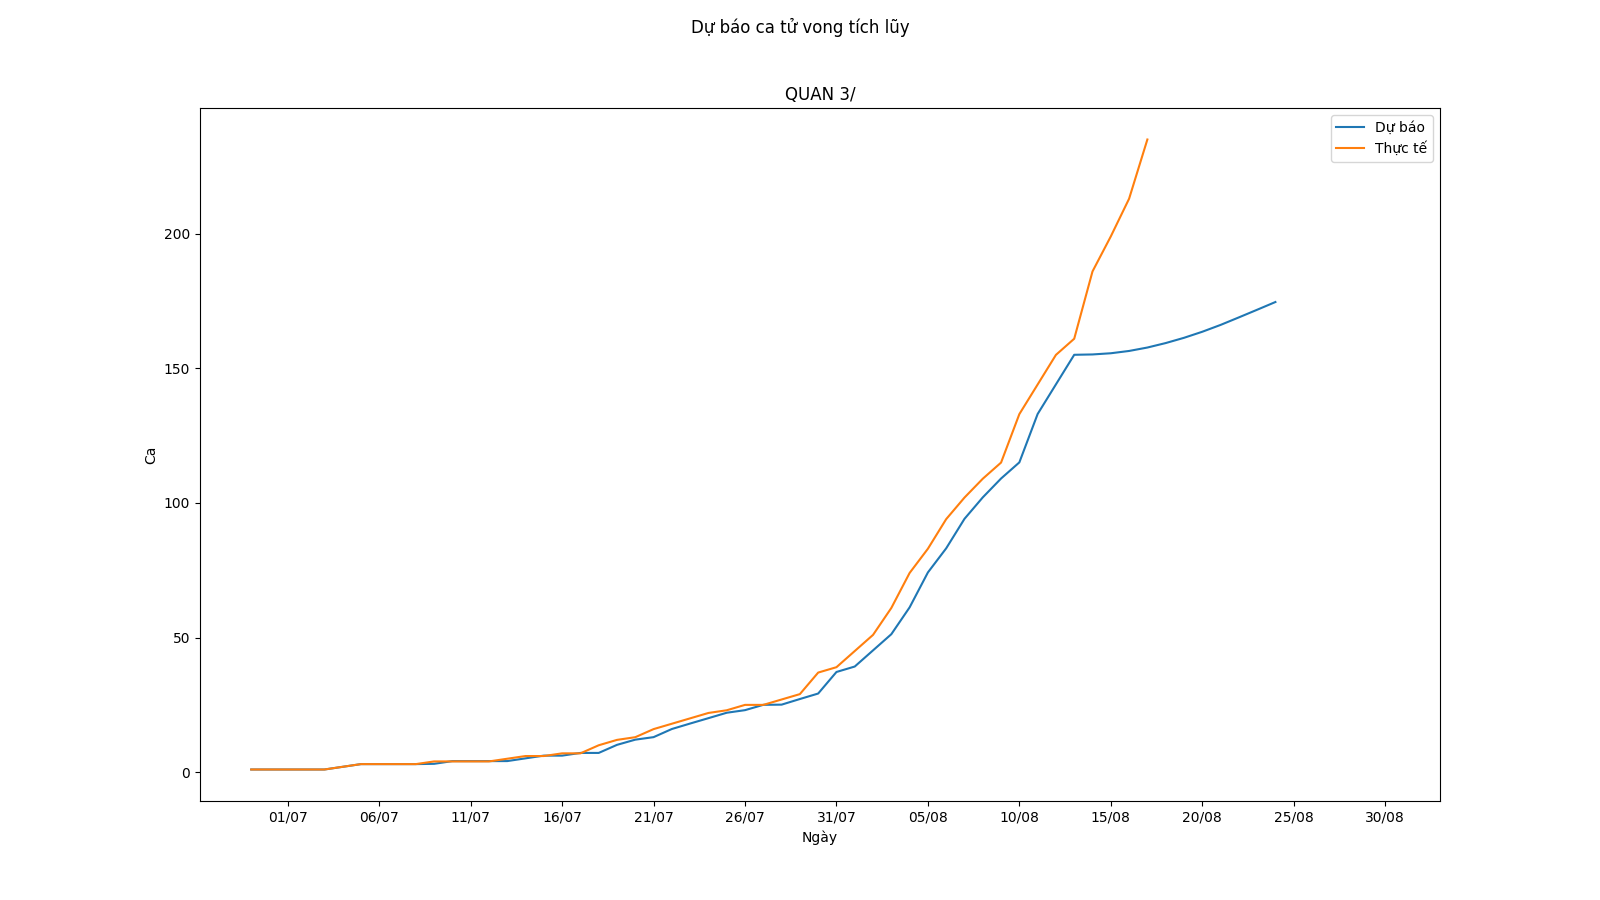 Dự báo ca tử vong tích lũy
QUAN 3/
Dự báo
Thực tế
200
150
100
50
0
Ca
01/07 06/07 11/07 16/07 21/07 26/07 31/07 05/08 10/08 15/08 20/08 25/08 30/08
Ngày